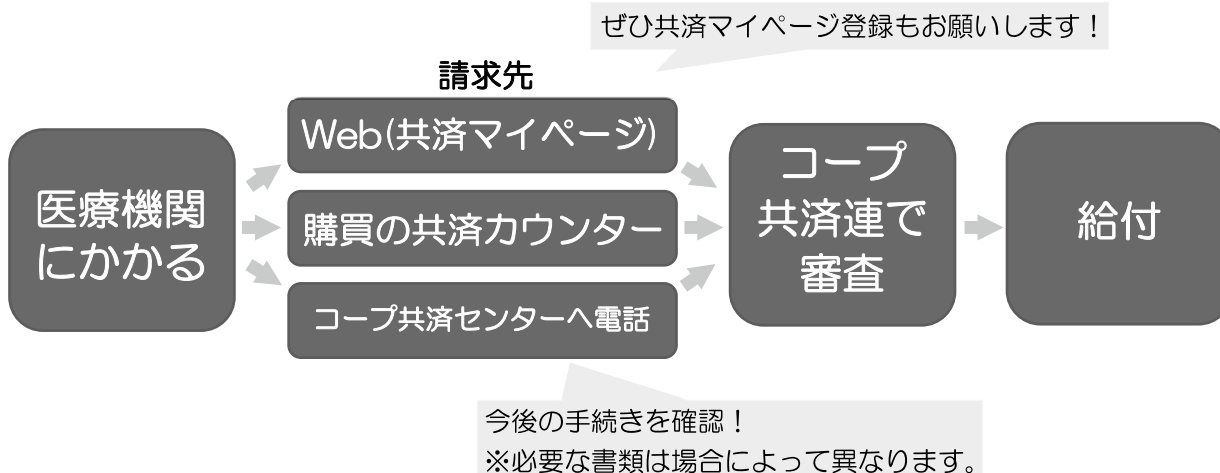 ぜひ共済マイページ登録もお願いします！
請求先
医療機関
にかかる
Web(共済マイページ)
購買の共済カウンター
コープ共済センターへ電話
コープ
共済連で
審査
給付
今後の手続きを確認！
※必要な書類は場合によって異なります。